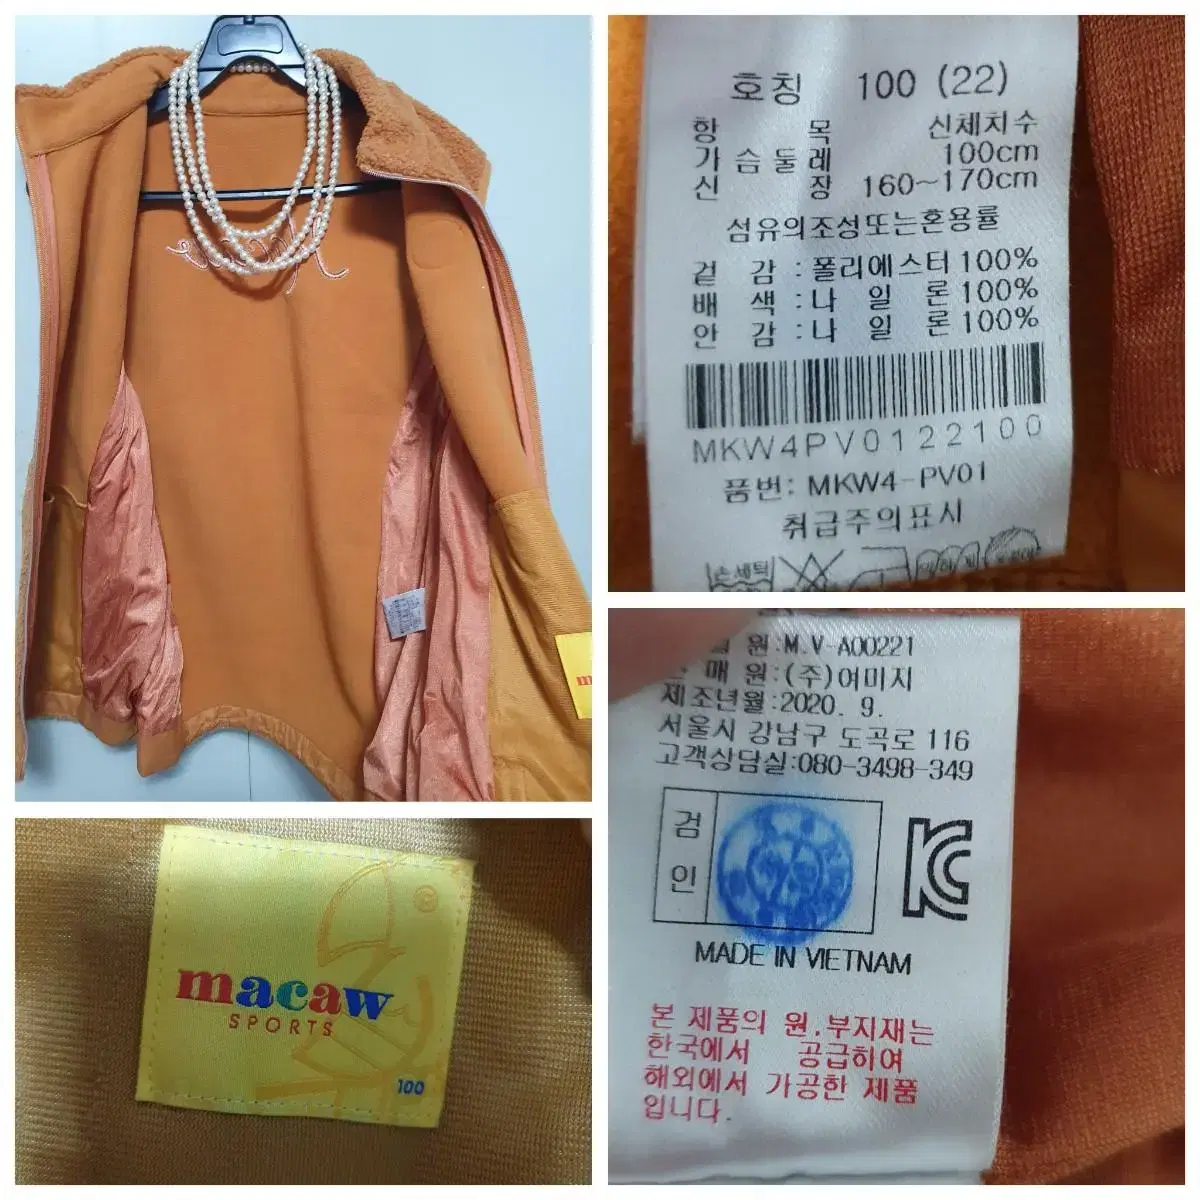 호칭 100 (22)
항 목 신체치수
가슴둘레 100cm
신 장 160~170cm
섬유의조성또는혼용률
겉 감 : 폴리에스터 100%
배 색 : 나 일 론 100%
안 감 : 나 일 론 100%
MKW4PV0122100
품번: MKW4-PV01
취급주의표시
손세탁
macaw
SPORTS
100
원:M.V-A00221
매원:(주)여미지
제조년월:2020. 9.
서울시 강남구 도곡로 116
고객상담실:080-3498-349
검
인
MADE IN VIETNAM
본 제품의 원.부자재는
한국에서 공급하여
해외에서 가공한 제품
입니다.